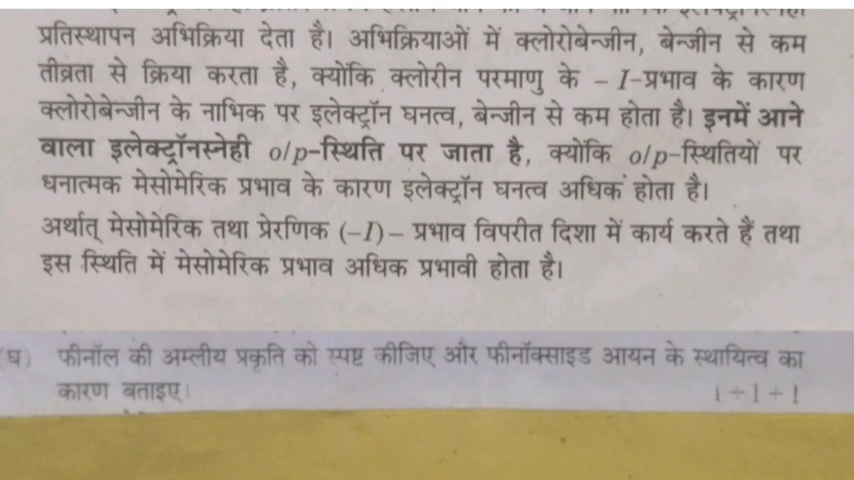 प्रतिस्थापन अभिक्रिया देता है। अभिक्रियाओं में क्लोरोबेन्जीन, बेन्जीन से कम
तीव्रता से क्रिया करता है, क्योंकि क्लोरीन परमाणु के – I-प्रभाव के कारण
क्लोरोबेन्जीन के नाभिक पर इलेक्ट्रॉन घनत्व, बेन्जीन से कम होता है। इनमें आने
वाला इलेक्ट्रॉनस्नेही o/p-स्थिति पर जाता है, क्योंकि o/p-स्थितियों पर
धनात्मक मेसोमेरिक प्रभाव के कारण इलेक्ट्रॉन घनत्व अधिक होता है।
अर्थात् मेसोमेरिक तथा प्रेरणिक (–I) – प्रभाव विपरीत दिशा में कार्य करते हैं तथा
इस स्थिति में मेसोमेरिक प्रभाव अधिक प्रभावी होता है।
(घ) फीनॉल की अम्लीय प्रकृति को स्पष्ट कीजिए और फीनॉक्साइड आयन के स्थायित्व का
कारण बताइए। 1+1+1